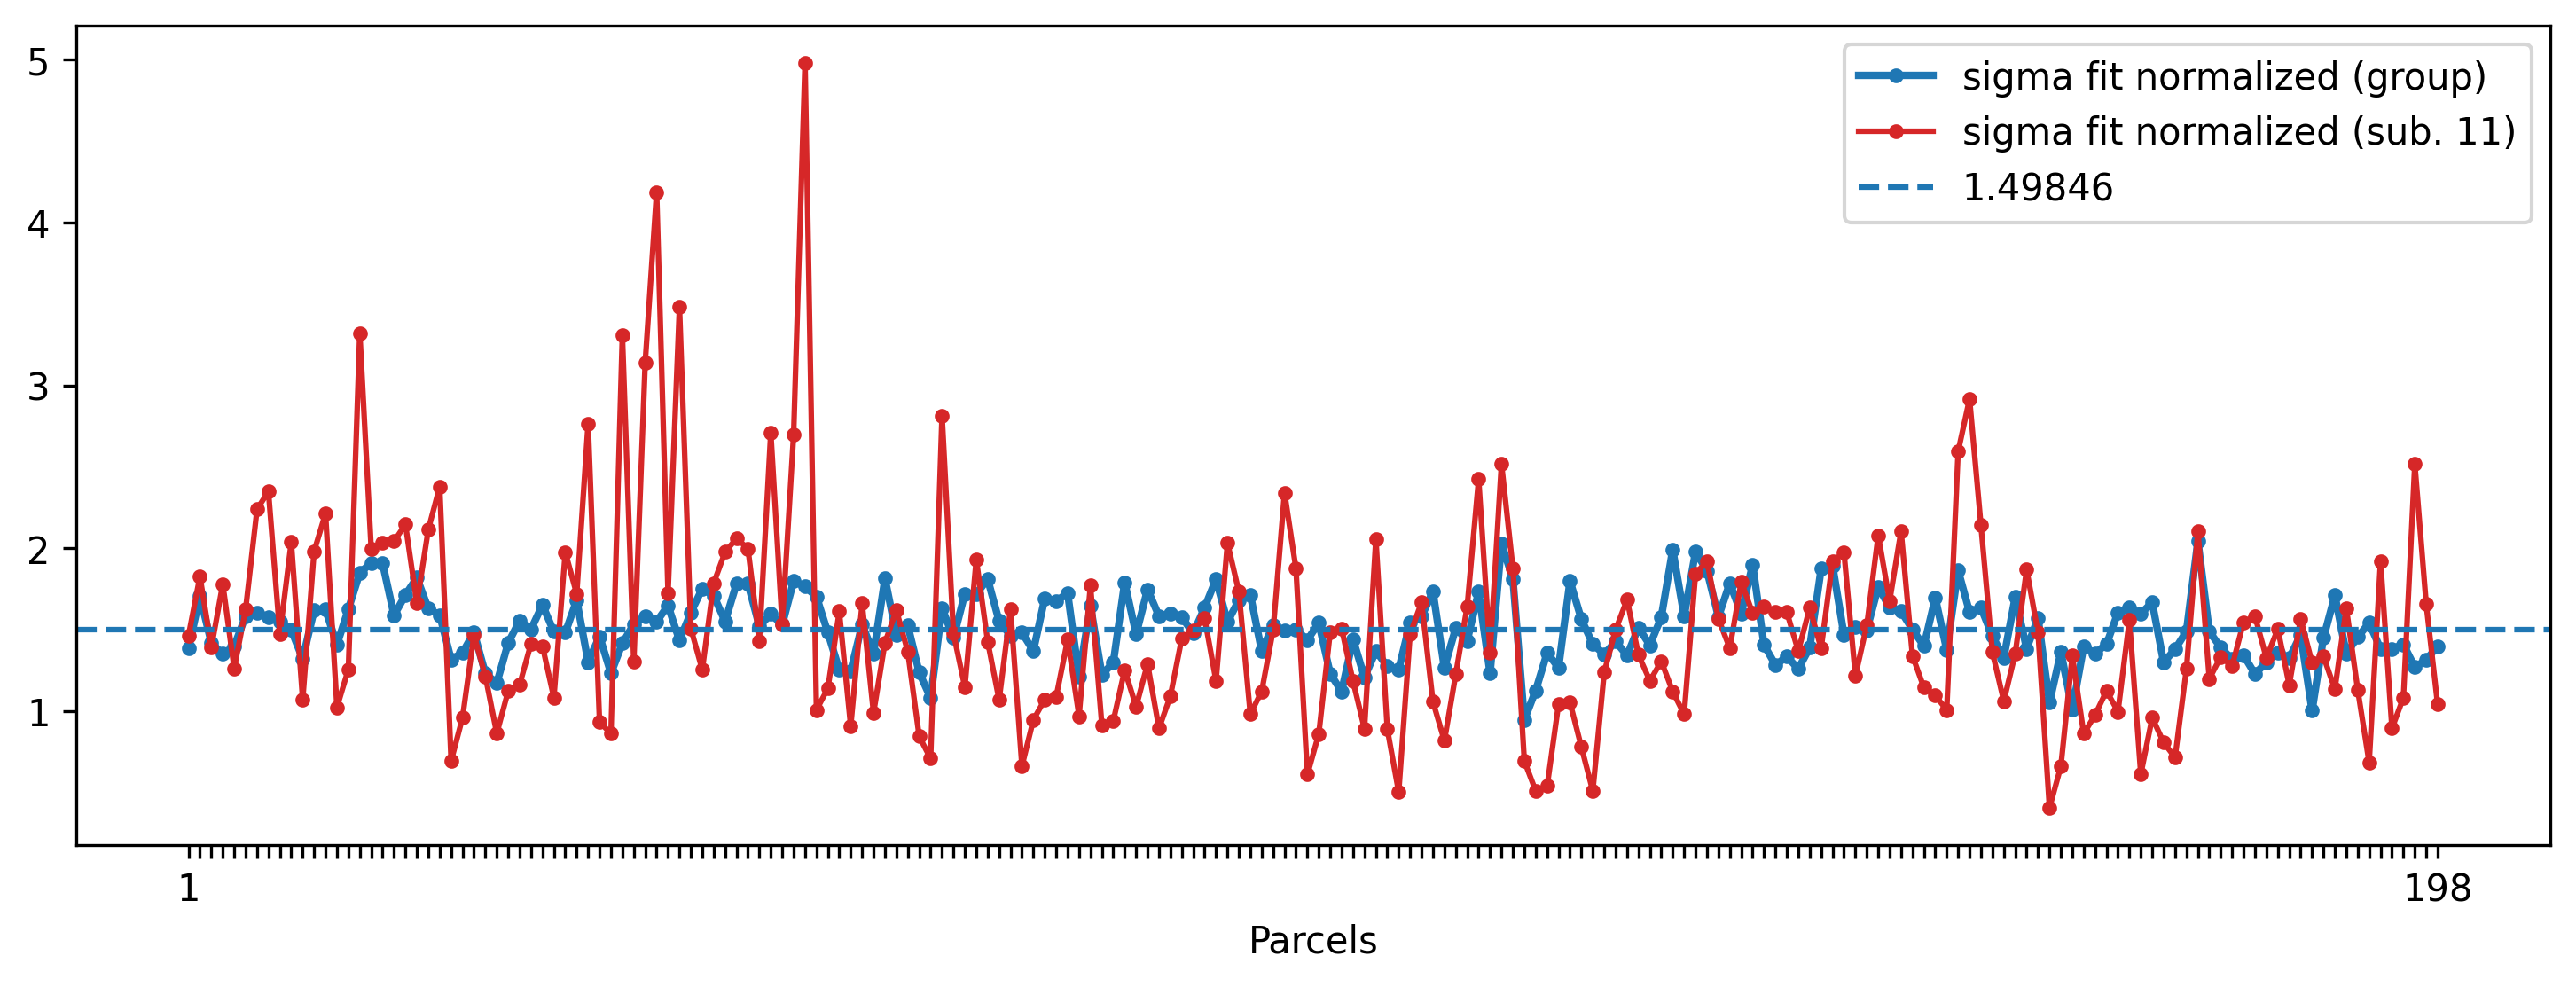 5
4
3
2
1
sigma fit normalized (group)
sigma fit normalized (sub. 11)
1.49846
1
198
Parcels